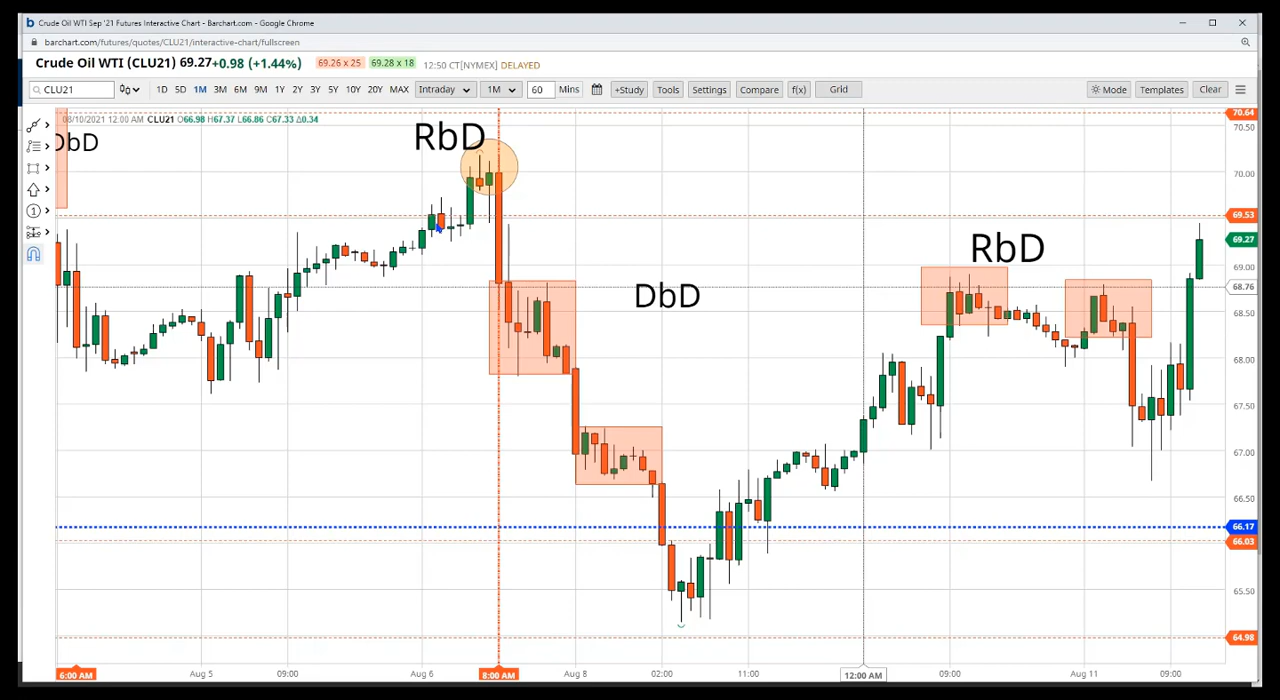 Crude Oil WTI Sep '21 Futures Interactive Chart - Barchart.com - Google Chrome
barchart.com/futures/quotes/CLU21/interactive-chart/fullscreen
Crude Oil WTI (CLU21) 69.27+0.98 (+1.44%) 69.26 x 25 69.28 x 18 12:50 CT[NYMEX] DELAYED
CLU21 1D 5D 1M 3M 6M 9M 1Y 2Y 3Y 5Y 10Y 20Y MAX Intraday 1M 60 Mins +Study Tools Settings Compare f(x) Grid Mode Templates Clear
08/10/2021 12:00 AM CLU21 O66.98 H67.37 L66.86 C67.33 Δ0.34
DbD
RbD
DbD
RbD
70.64
70.50
70.00
69.53
69.27
69.00
68.76
68.50
68.00
67.50
67.00
66.50
66.17
66.03
65.50
64.98
6:00 AM Aug 5 09:00 Aug 6 8:00 AM Aug 8 02:00 11:00 12:00 AM 09:00 Aug 11 09:00